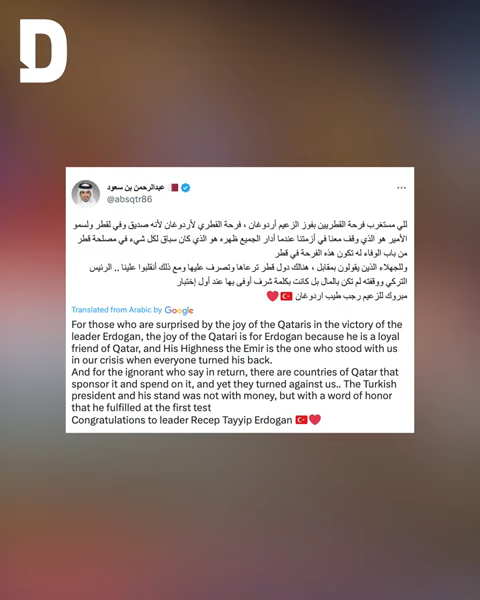 D
عبدالرحمن بن سعود
@absqtr86
للي مستغرب فرحة القطريين بفوز الزعيم أردوغان ، فرحة القطري لأردوغان لأنه صديق وفي لقطر ولسمو
الأمير هو الذي وقف معنا في أزمتنا عندما أدار الجميع ظهره هو الذي كان سباق لكل شيء في مصلحة قطر
من باب الوفاء له تكون هذه الفرحة في قطر
وللجهلاء الذين يقولون بمقابل ، هنالك دول قطر ترعاها وتصرف عليها ومع ذلك أنقلبوا علينا .. الرئيس
التركي ووقفته لم تكن بالمال بل كانت بكلمة شرف أوفى بها عند أول إختبار
مبروك للزعيم رجب طيب اردوغان 🇹🇷❤️
Translated from Arabic by Google
For those who are surprised by the joy of the Qataris in the victory of the
leader Erdogan, the joy of the Qatari is for Erdogan because he is a loyal
friend of Qatar, and His Highness the Emir is the one who stood with us
in our crisis when everyone turned his back.
And for the ignorant who say in return, there are countries of Qatar that
sponsor it and spend on it, and yet they turned against us.. The Turkish
president and his stand was not with money, but with a word of honor
that he fulfilled at the first test
Congratulations to leader Recep Tayyip Erdogan 🇹🇷❤️